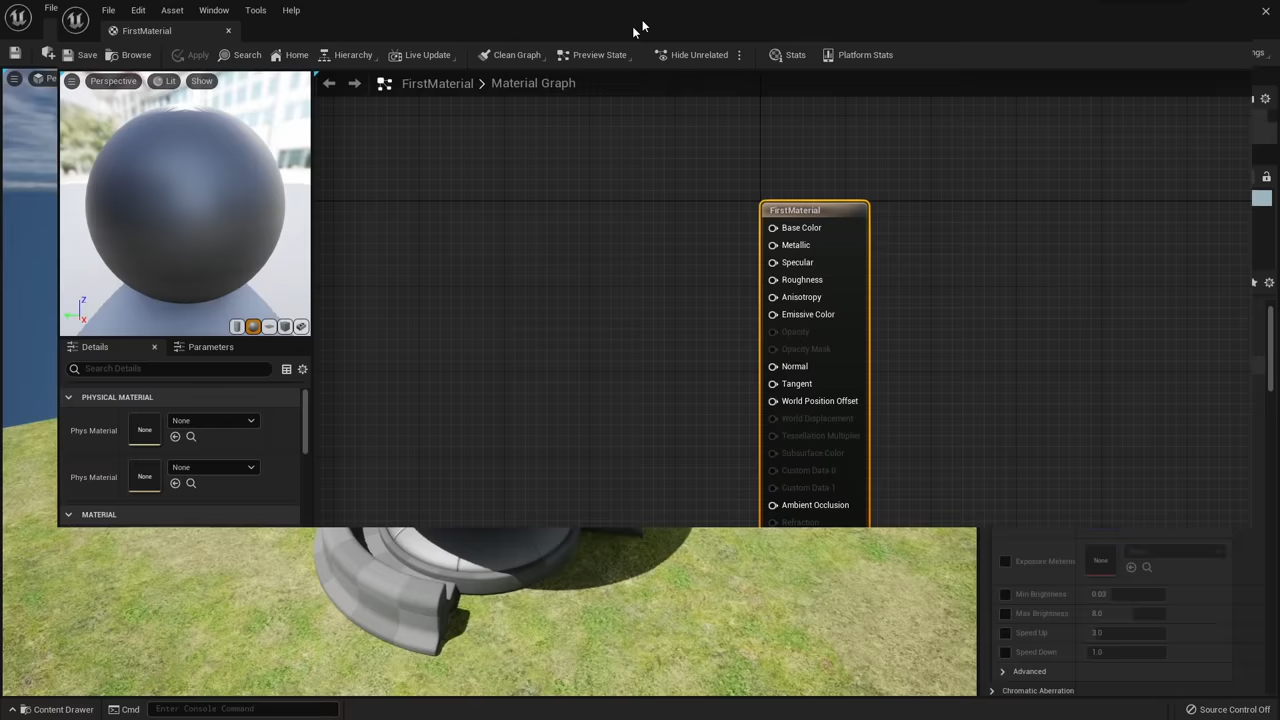 File
File Edit Asset Window Tools Help
FirstMaterial
Save Browse Apply Search Home Hierarchy Live Update Clean Graph Preview State Hide Unrelated Stats Platform Stats
Perspective Lit Show
FirstMaterial > Material Graph
Z
X
FirstMaterial
Base Color
Metallic
Specular
Roughness
Anisotropy
Emissive Color
Opacity
Opacity Mask
Normal
Tangent
World Position Offset
World Displacement
Tessellation Multiplier
Subsurface Color
Custom Data 0
Custom Data 1
Ambient Occlusion
Refraction
Details Parameters
Search Details
PHYSICAL MATERIAL
Phys Material None None
Phys Material None None
MATERIAL
Exposure Meterin None
Min Brightness 0.03
Max Brightness 8.0
Speed Up 3.0
Speed Down 1.0
Advanced
Chromatic Aberration
Content Drawer Cmd Enter Console Command Source Control Off